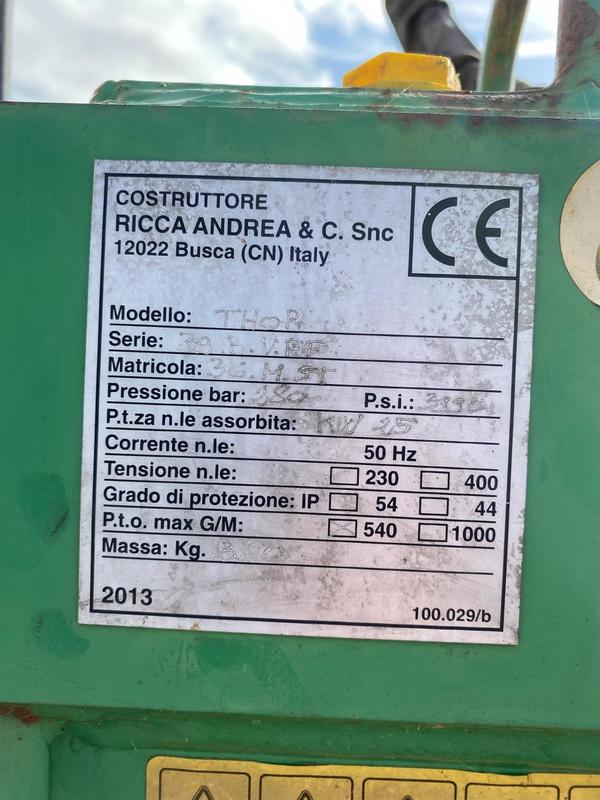 COSTRUTTORE
RICCA ANDREA & C. Snc
12022 Busca (CN) Italy
CE
Modello: THOR
Serie:
Matricola:
Pressione bar: 280 P.s.i.:
P.t.za n.le assorbita: KW 25
Corrente n.le: 50 Hz
Tensione n.le: 230 400
Grado di protezione: IP 54 44
P.t.o. max G/M: 540 1000
Massa: Kg.
2013
100.029/b